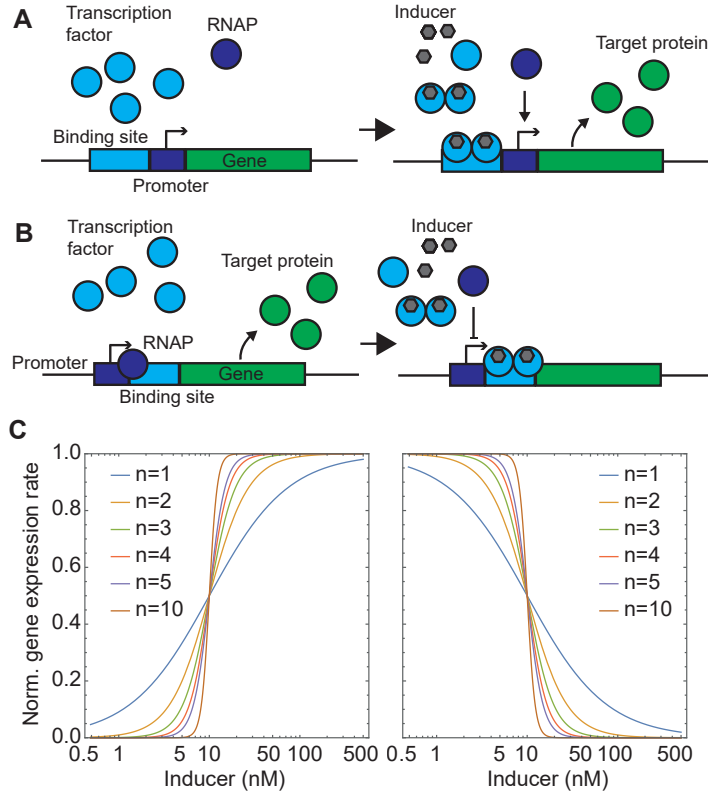 A
Transcription
factor
RNAP
Binding site
Gene
Promoter
Inducer
Target protein
B
Transcription
factor
Target protein
RNAP
Promoter
Gene
Binding site
Inducer
C
Norm. gene expression rate
1.0
0.8
0.6
0.4
0.2
0.0
n=1
n=2
n=3
n=4
n=5
n=10
0.5 1 5 10 50 100 500
Inducer (nM)
n=1
n=2
n=3
n=4
n=5
n=10
0.5 1 5 10 50 100 500
Inducer (nM)